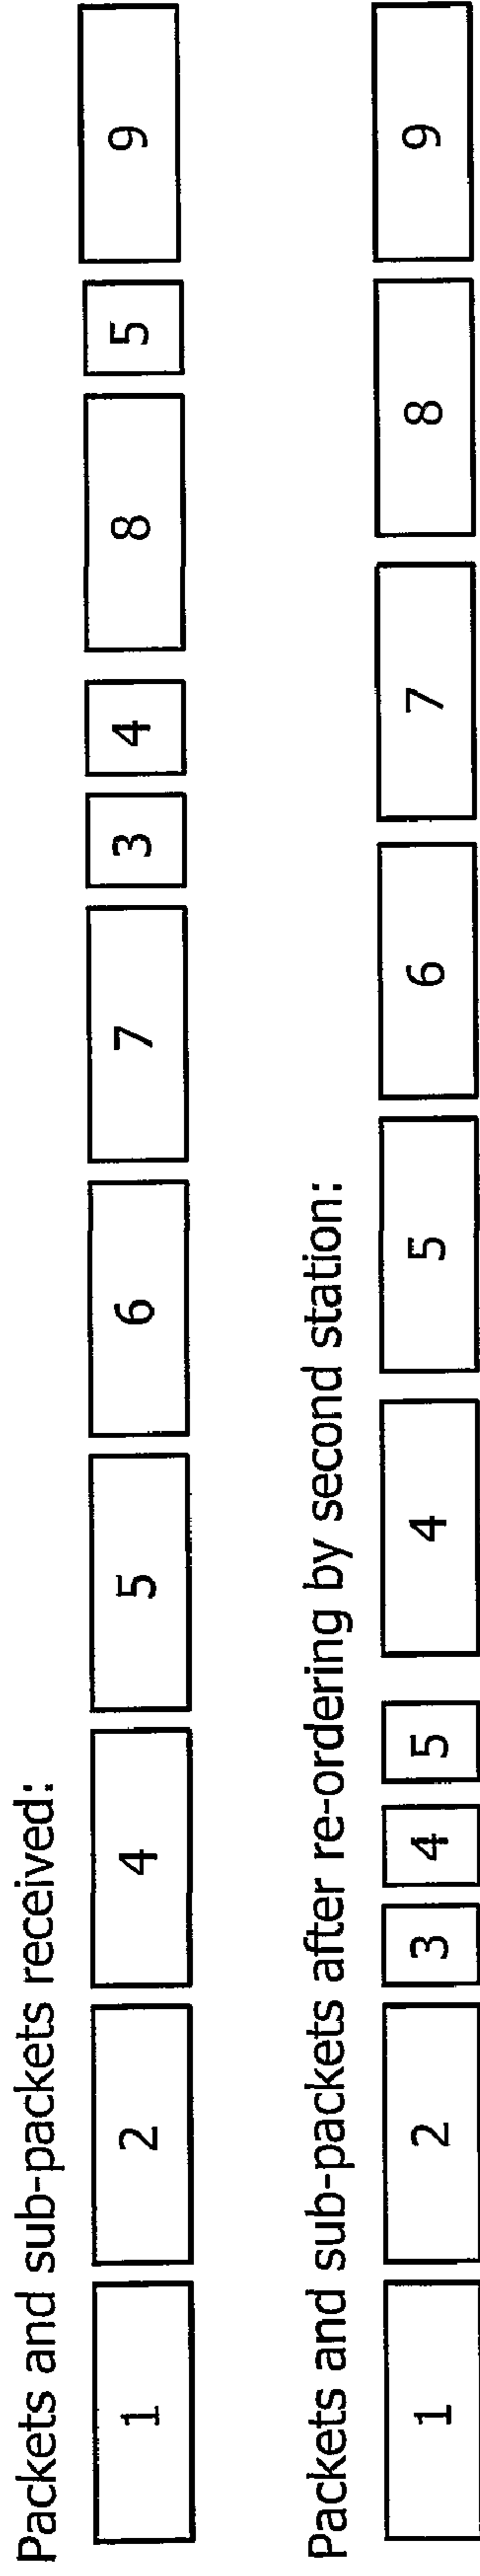 Packets and sub-packets received:
1 2 4 5 6 7 3 4 8 5 9
Packets and sub-packets after re-ordering by second station:
1 2 3 4 5 4 5 6 7 8 9